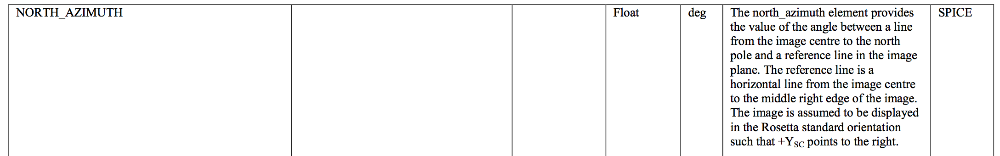 NORTH_AZIMUTH
Float
deg
The north_azimuth element provides
the value of the angle between a line
from the image centre to the north
pole and a reference line in the image
plane. The reference line is a
horizontal line from the image centre
to the middle right edge of the image.
The image is assumed to be displayed
in the Rosetta standard orientation
such that +YSC points to the right.
SPICE